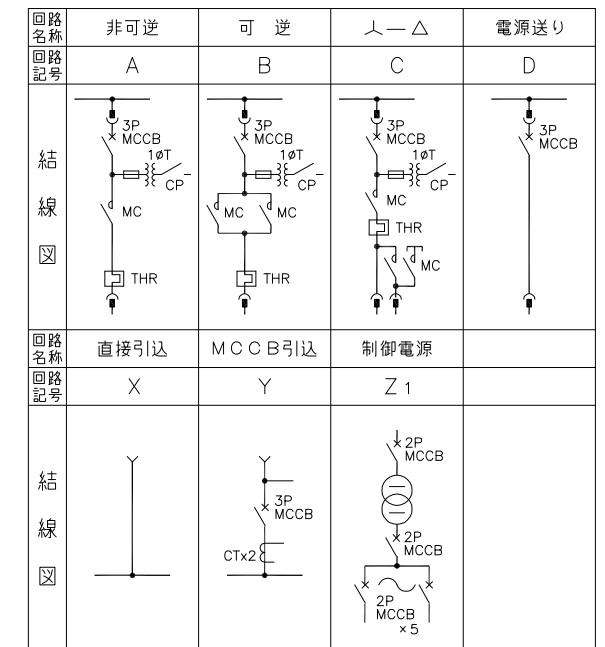 回路名称 非可逆 可 逆 人―△ 電源送り
回路記号 A B C D
結線図
3P
MCCB
1φT
CP
MC
THR
3P
MCCB
1φT
CP
MC MC
THR
3P
MCCB
1φT
CP
MC
THR
MC
3P
MCCB
回路名称 直接引込 MCCB引込 制御電源
回路記号 X Y Z1
結線図
3P
MCCB
CTx2
2P
MCCB
2P
MCCB
2P
MCCB
×5